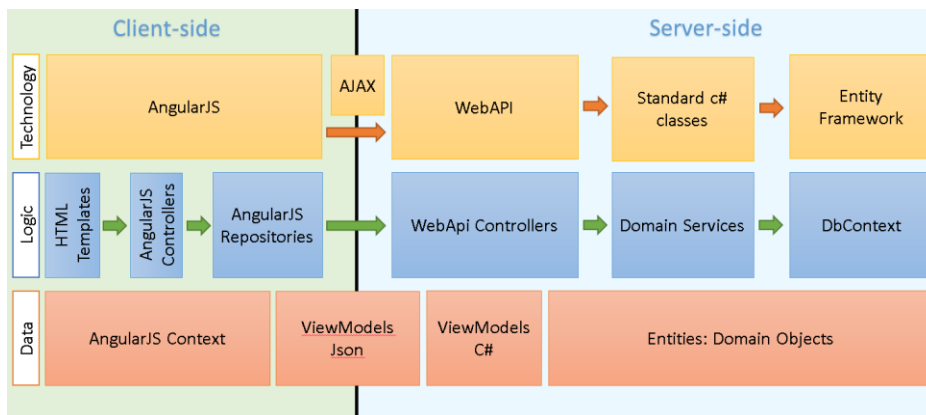 Client-side
Server-side
Technology
AngularJS
AJAX
WebAPI
Standard c#
classes
Entity
Framework
Logic
HTML
Templates
AngularJS
Controllers
AngularJS
Repositories
WebApi Controllers
Domain Services
DbContext
Data
AngularJS Context
ViewModels
Json
ViewModels
C#
Entities: Domain Objects